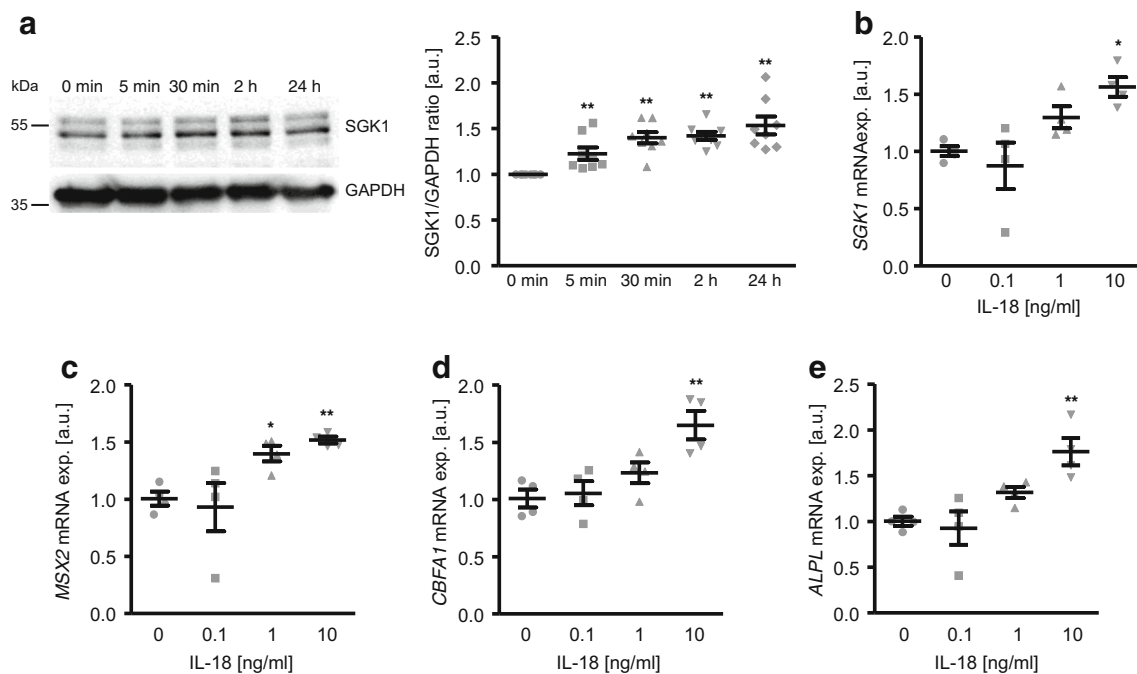 a
kDa
0 min 5 min 30 min 2 h 24 h
55
SGK1
GAPDH
35
SGK1/GAPDH ratio [a.u.]
2.5
2.0
1.5
1.0
0.5
0.0
** ** ** **
0 min 5 min 30 min 2 h 24 h
b
SGK1 mRNAexp. [a.u.]
2.0
1.5
1.0
0.5
0.0
*
0 0.1 1 10
IL-18 [ng/ml]
c
MSX2 mRNA exp. [a.u.]
2.0
1.5
1.0
0.5
0.0
* **
0 0.1 1 10
IL-18 [ng/ml]
d
CBFA1 mRNA exp. [a.u.]
2.0
1.5
1.0
0.5
0.0
**
0 0.1 1 10
IL-18 [ng/ml]
e
ALPL mRNA exp. [a.u.]
2.5
2.0
1.5
1.0
0.5
0.0
**
0 0.1 1 10
IL-18 [ng/ml]